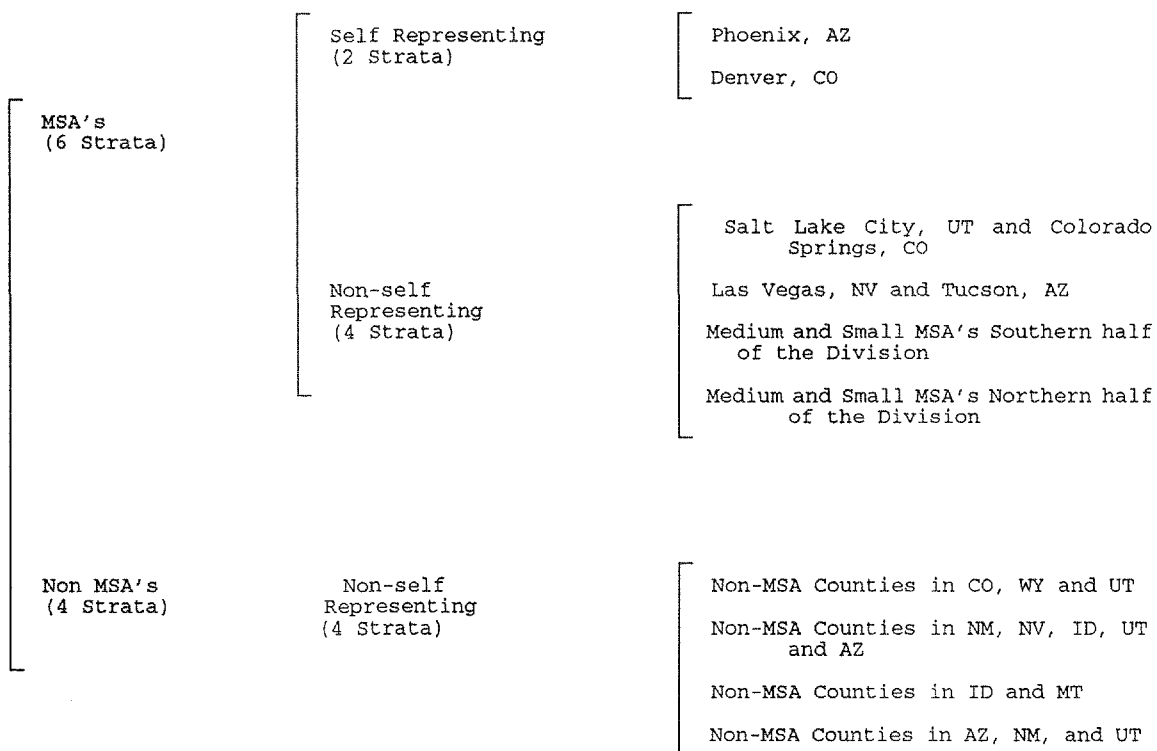 Self Representing
(2 Strata)
Phoenix, AZ
Denver, CO
MSA's
(6 Strata)
Salt Lake City, UT and Colorado
Springs, CO
Non-self
Representing
(4 Strata)
Las Vegas, NV and Tucson, AZ
Medium and Small MSA's Southern half
of the Division
Medium and Small MSA's Northern half
of the Division
Non MSA's
(4 Strata)
Non-self
Representing
(4 Strata)
Non-MSA Counties in CO, WY and UT
Non-MSA Counties in NM, NV, ID, UT
and AZ
Non-MSA Counties in ID and MT
Non-MSA Counties in AZ, NM, and UT